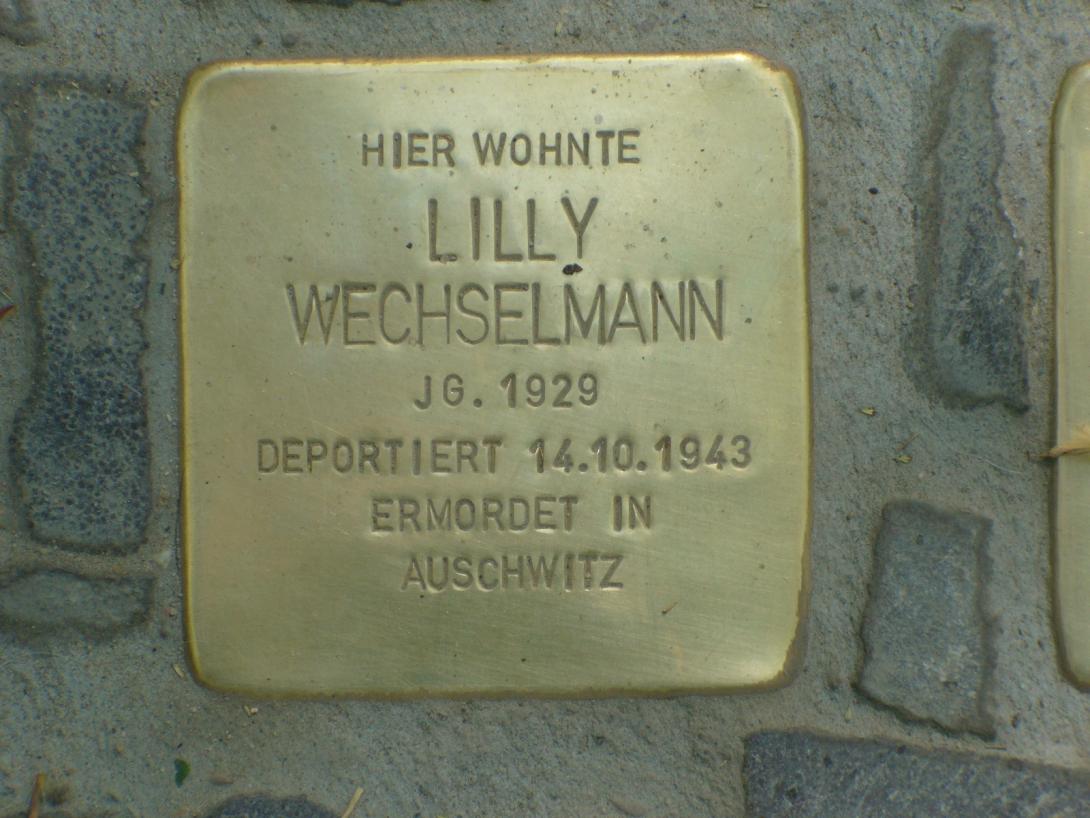 HIER WOHNTE
LILLY
WECHSELMANN
JG. 1929
DEPORTIERT 14.10.1943
ERMORDET IN
AUSCHWITZ